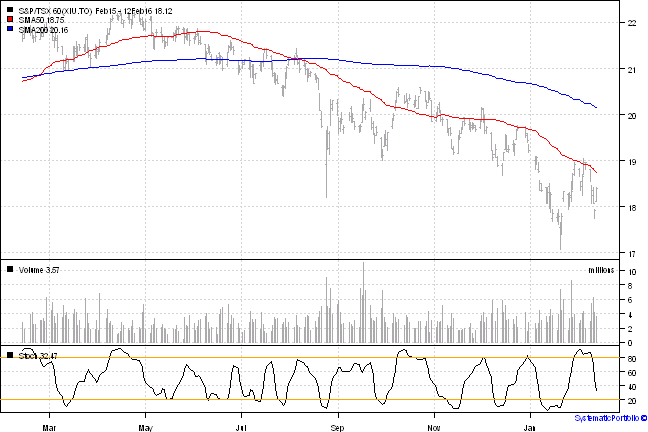 S&P/TSX 60(XIU.TO) Feb15 - 12Feb16 18.12
SMA50 18.75
SMA200 20.16
22
21
20
19
18
17
Volume 3.57
millions
10
8
6
4
2
0
Stoch 32.47
80
60
40
20
Mar May Jul Sep Nov Jan
SystematicPortfolio ©